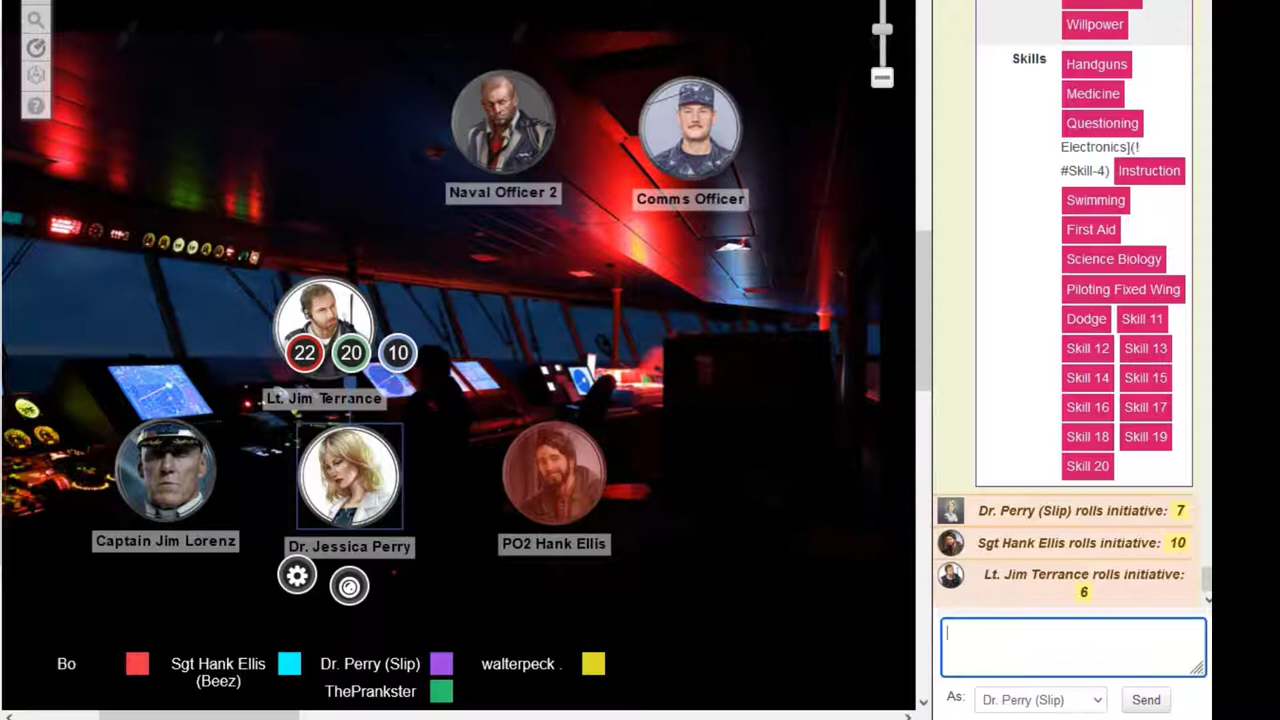 Naval Officer 2
Comms Officer
22
20
10
Lt. Jim Terrance
Captain Jim Lorenz
Dr. Jessica Perry
PO2 Hank Ellis
Bo
Sgt Hank Ellis
(Beez)
Dr. Perry (Slip)
walterpeck .
ThePrankster
Willpower
Skills
Handguns
Medicine
Questioning
Electronics](!
#Skill-4) Instruction
Swimming
First Aid
Science Biology
Piloting Fixed Wing
Dodge Skill 11
Skill 12 Skill 13
Skill 14 Skill 15
Skill 16 Skill 17
Skill 18 Skill 19
Skill 20
Dr. Perry (Slip) rolls initiative: 7
Sgt Hank Ellis rolls initiative: 10
Lt. Jim Terrance rolls initiative:
6
As: Dr. Perry (Slip) Send